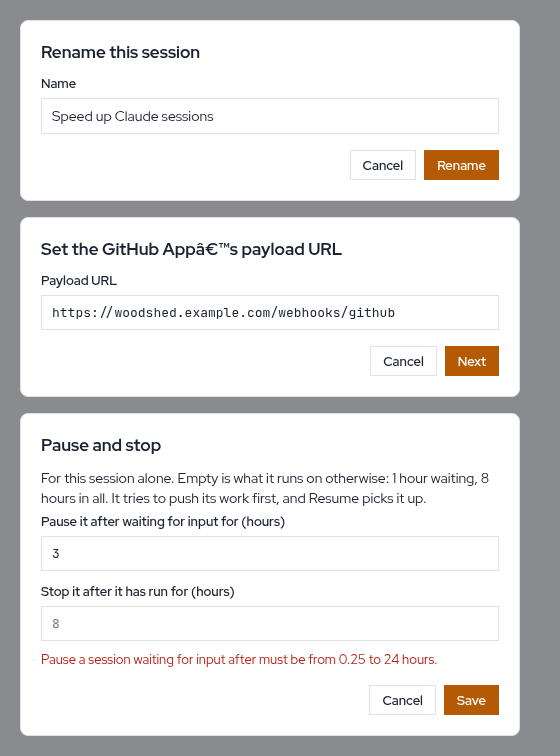 Rename this session
Name
Speed up Claude sessions
Cancel
Rename
Set the GitHub Appâ€™s payload URL
Payload URL
https://woodshed.example.com/webhooks/github
Cancel
Next
Pause and stop
For this session alone. Empty is what it runs on otherwise: 1 hour waiting, 8
hours in all. It tries to push its work first, and Resume picks it up.
Pause it after waiting for input for (hours)
3
Stop it after it has run for (hours)
8
Pause a session waiting for input after must be from 0.25 to 24 hours.
Cancel
Save